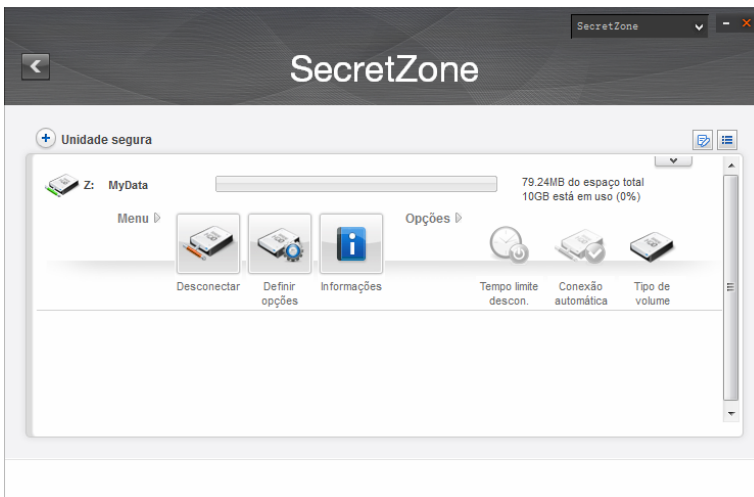 SecretZone
SecretZone
Unidade segura
Z: MyData
79.24MB do espaço total
10GB está em uso (0%)
Menu
Opções
Desconectar
Definir opções
Informações
Tempo limite descon.
Conexão automática
Tipo de volume